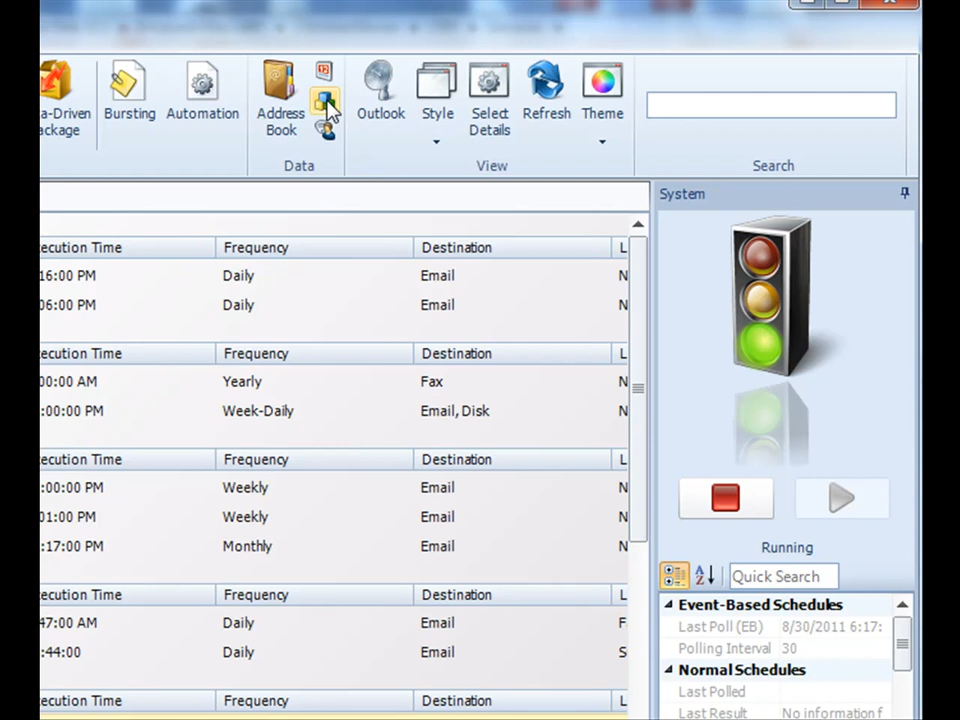 a-Driven
ackage
Bursting
Automation
Address
Book
Outlook
Style
Select
Details
Refresh
Theme
Data
View
Search
System
ecution Time Frequency Destination L
16:00 PM Daily Email N
06:00 PM Daily Email
ecution Time Frequency Destination L
00:00 AM Yearly Fax N
:00:00 PM Week-Daily Email, Disk
ecution Time Frequency Destination L
:00:00 PM Weekly Email N
01:00 PM Weekly Email N
:17:00 PM Monthly Email N
ecution Time Frequency Destination L
47:00 AM Daily Email F
:44:00 Daily Email S
ecution Time Frequency Destination L
Running
Quick Search
Event-Based Schedules
Last Poll (EB) 8/30/2011 6:17:
Polling Interval 30
Normal Schedules
Last Polled
Last Result No information f